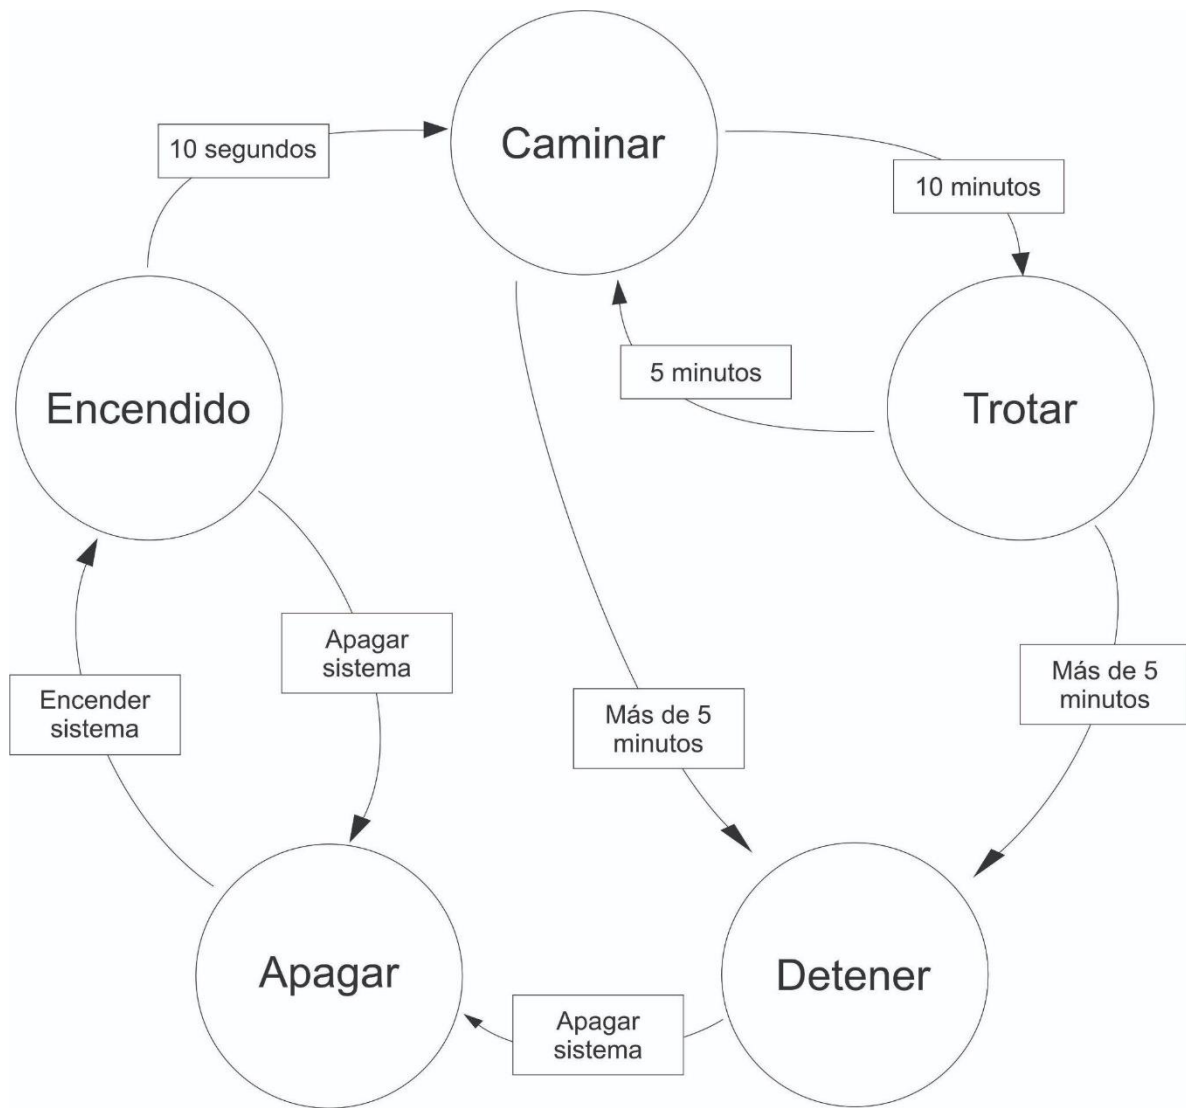 Caminar
10 segundos
10 minutos
5 minutos
Encendido
Trotar
Apagar
sistema
Más de 5
minutos
Encender
sistema
Más de 5
minutos
Apagar
Detener
Apagar
sistema